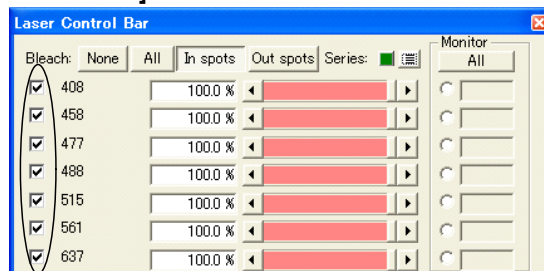 Laser Control Bar
Bleach: None All In spots Out spots Series:
Monitor
All
408 100.0 %
458 100.0 %
477 100.0 %
488 100.0 %
515 100.0 %
561 100.0 %
637 100.0 %